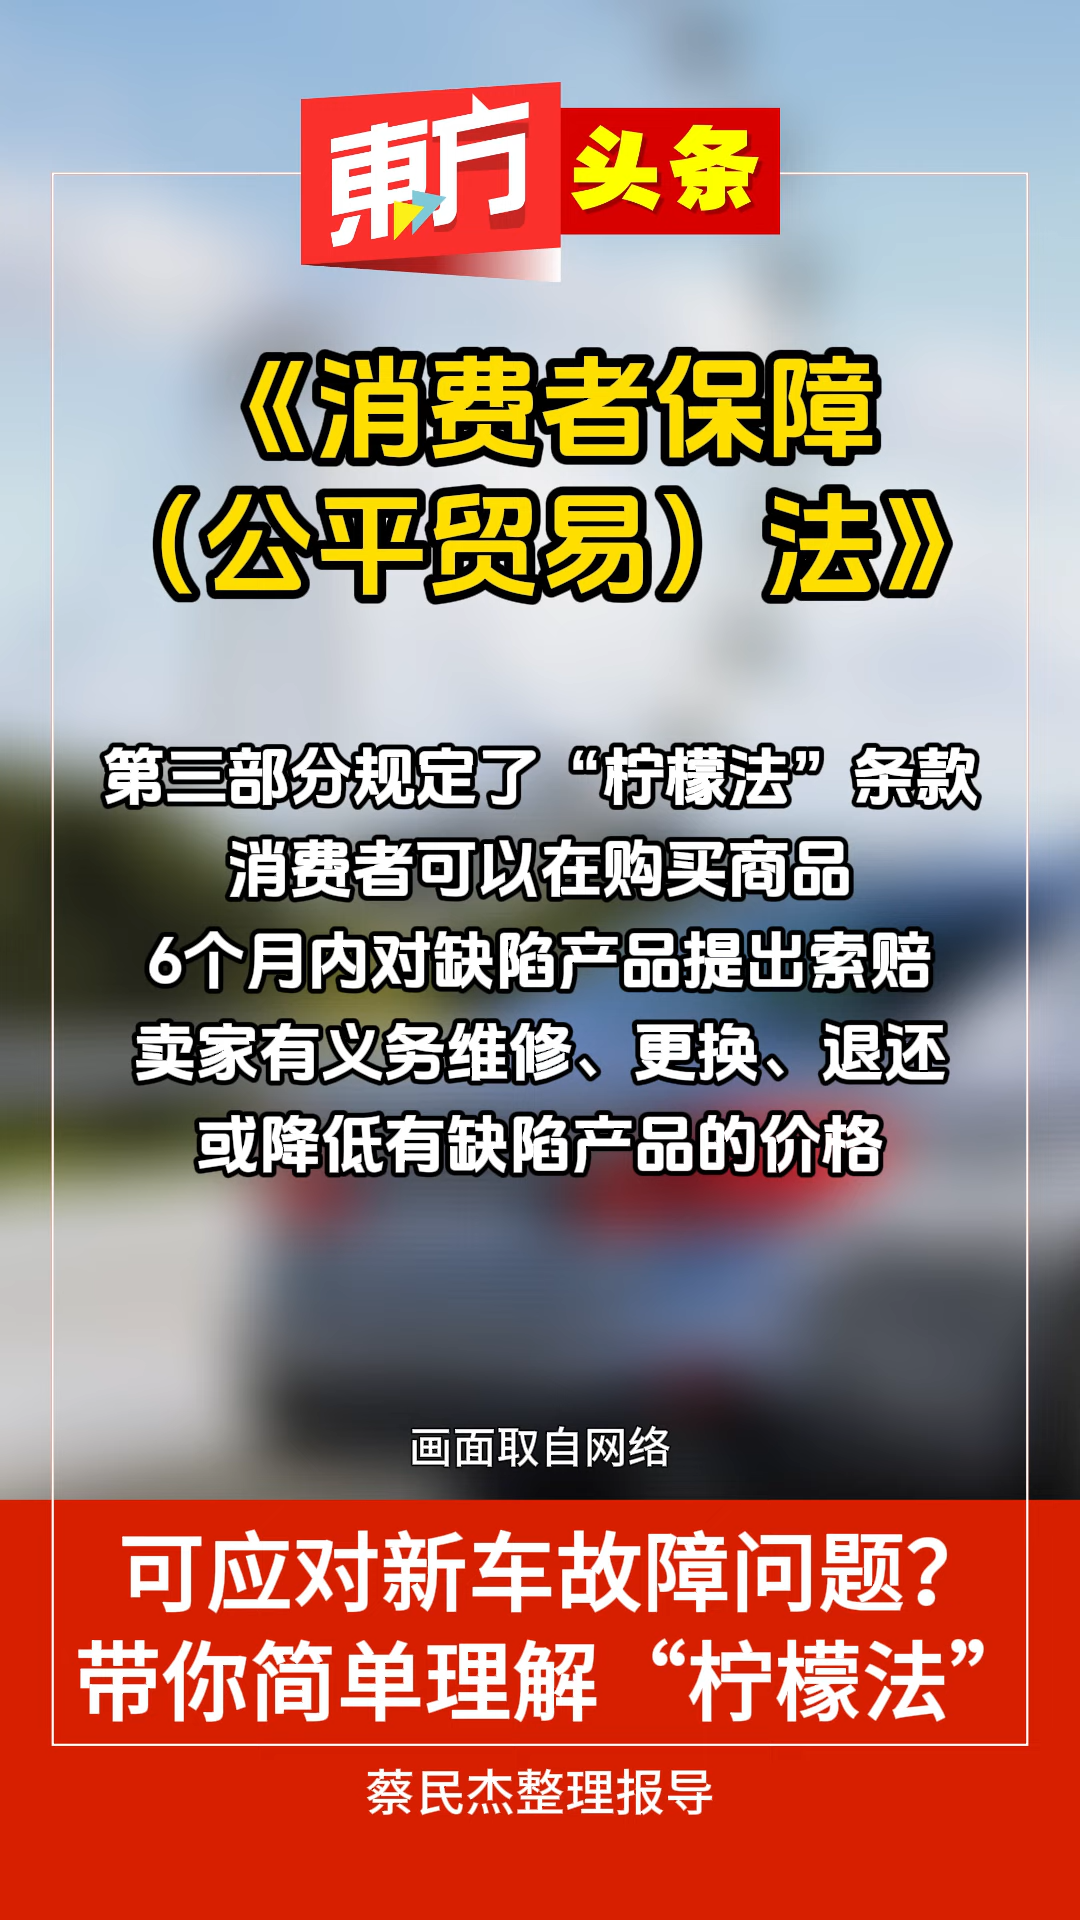 東方
头条
《消费者保障
（公平贸易）法》
第三部分规定了“柠檬法”条款
消费者可以在购买商品
6个月内对缺陷产品提出索赔
卖家有义务维修、更换、退还
或降低有缺陷产品的价格
画面取自网络
可应对新车故障问题？
带你简单理解“柠檬法”
蔡民杰整理报导